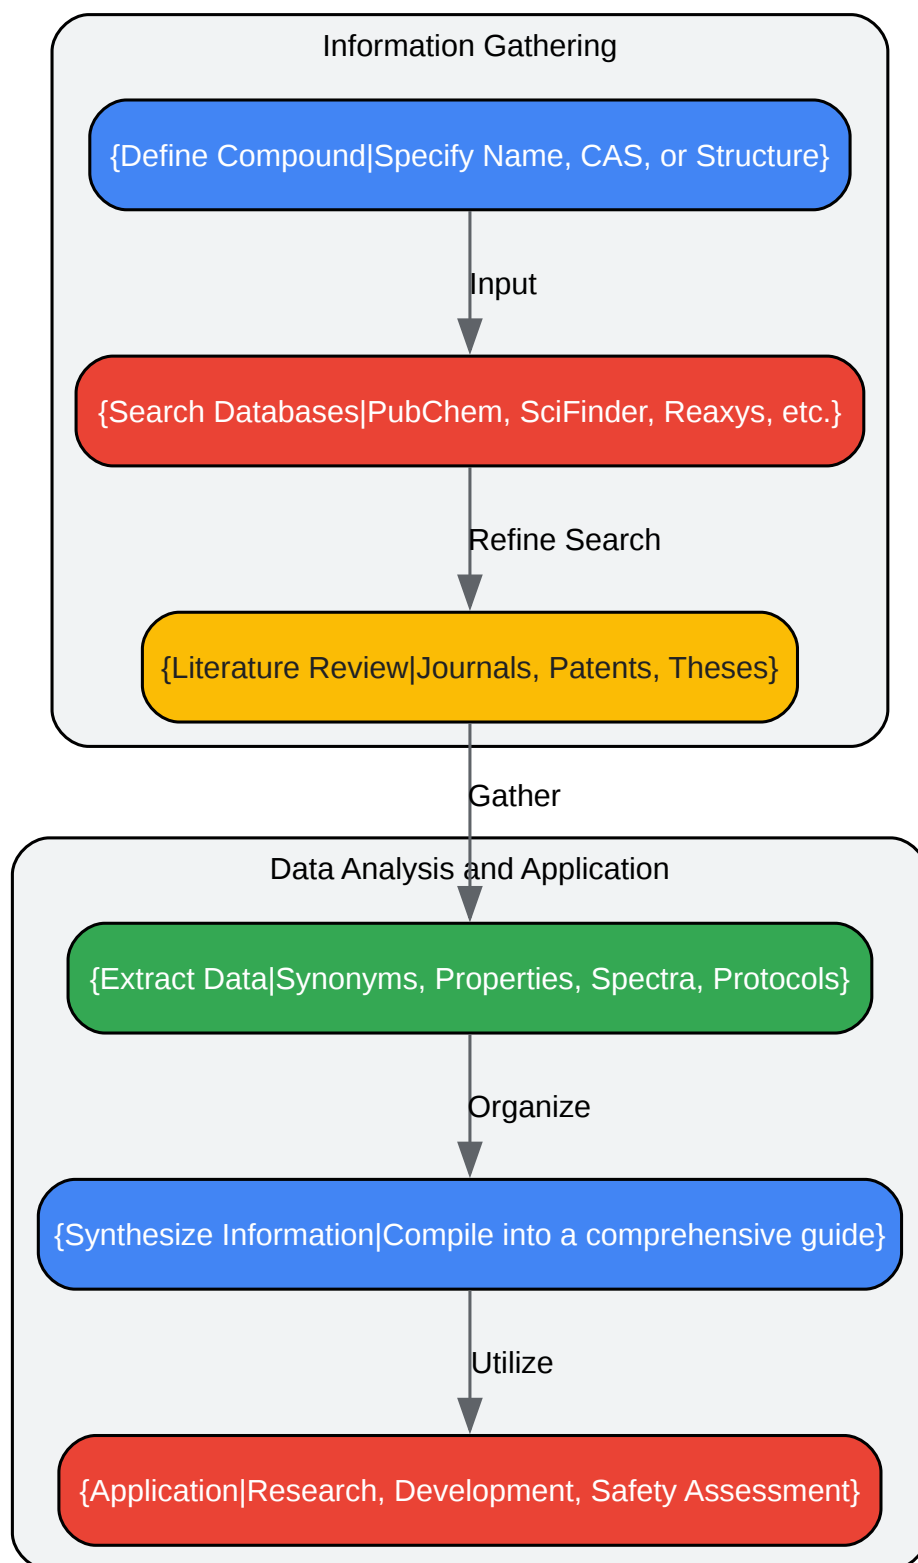 Information Gathering
{Define Compound|Specify Name, CAS, or Structure}
Input
{Search Databases|PubChem, SciFinder, Reaxys, etc.}
Refine Search
{Literature Review|Journals, Patents, Theses}
Gather
Data Analysis and Application
{Extract Data|Synonyms, Properties, Spectra, Protocols}
Organize
{Synthesize Information|Compile into a comprehensive guide}
Utilize
{Application|Research, Development, Safety Assessment}